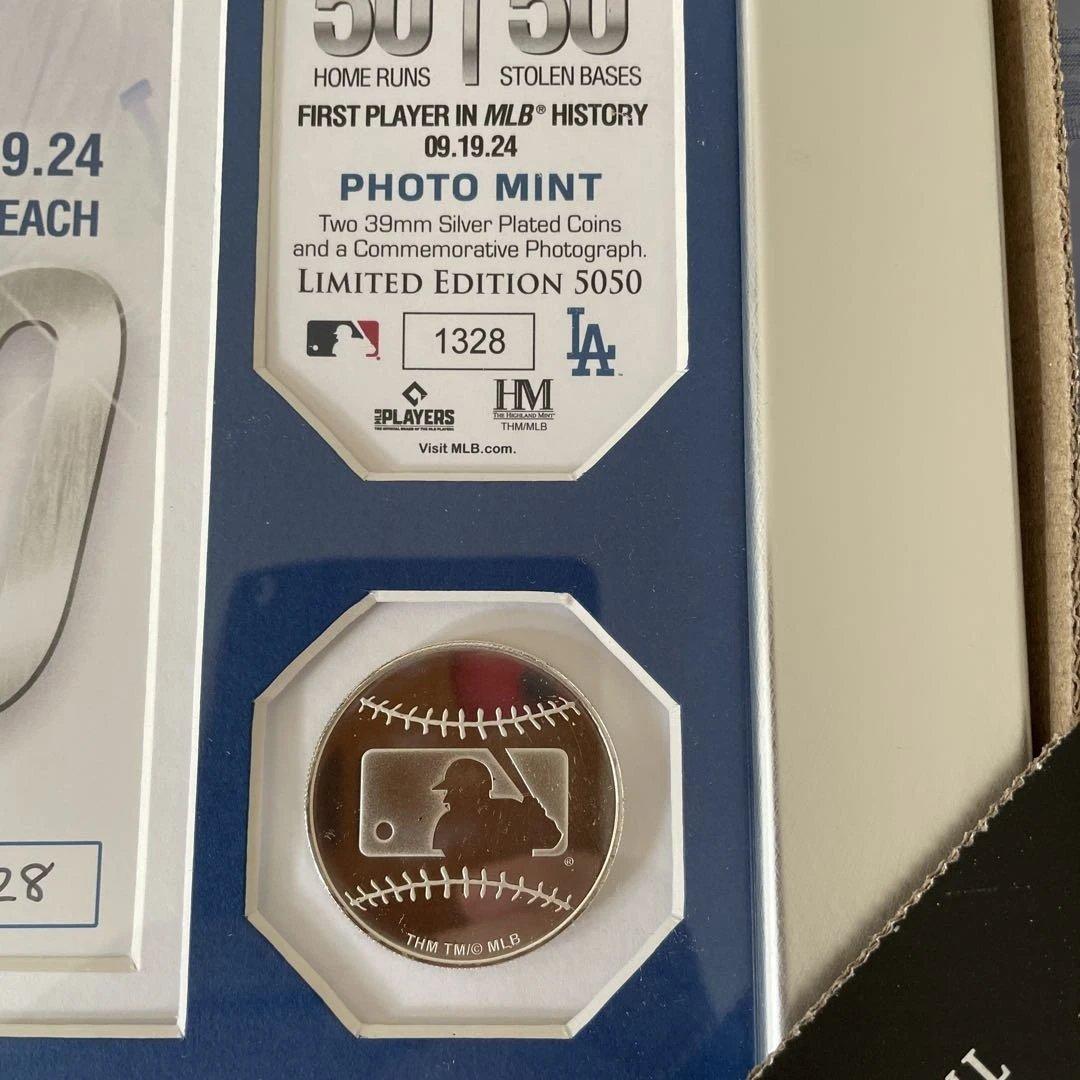 50 50
HOME RUNS STOLEN BASES
FIRST PLAYER IN MLB® HISTORY
09.19.24
PHOTO MINT
Two 39mm Silver Plated Coins
and a Commemorative Photograph.
LIMITED EDITION 5050
1328
LA
PLAYERS
HM
THE HIGHLAND MINT
THM/MLB
Visit MLB.com.
9.24
EACH
0
28
®
THM TM/© MLB